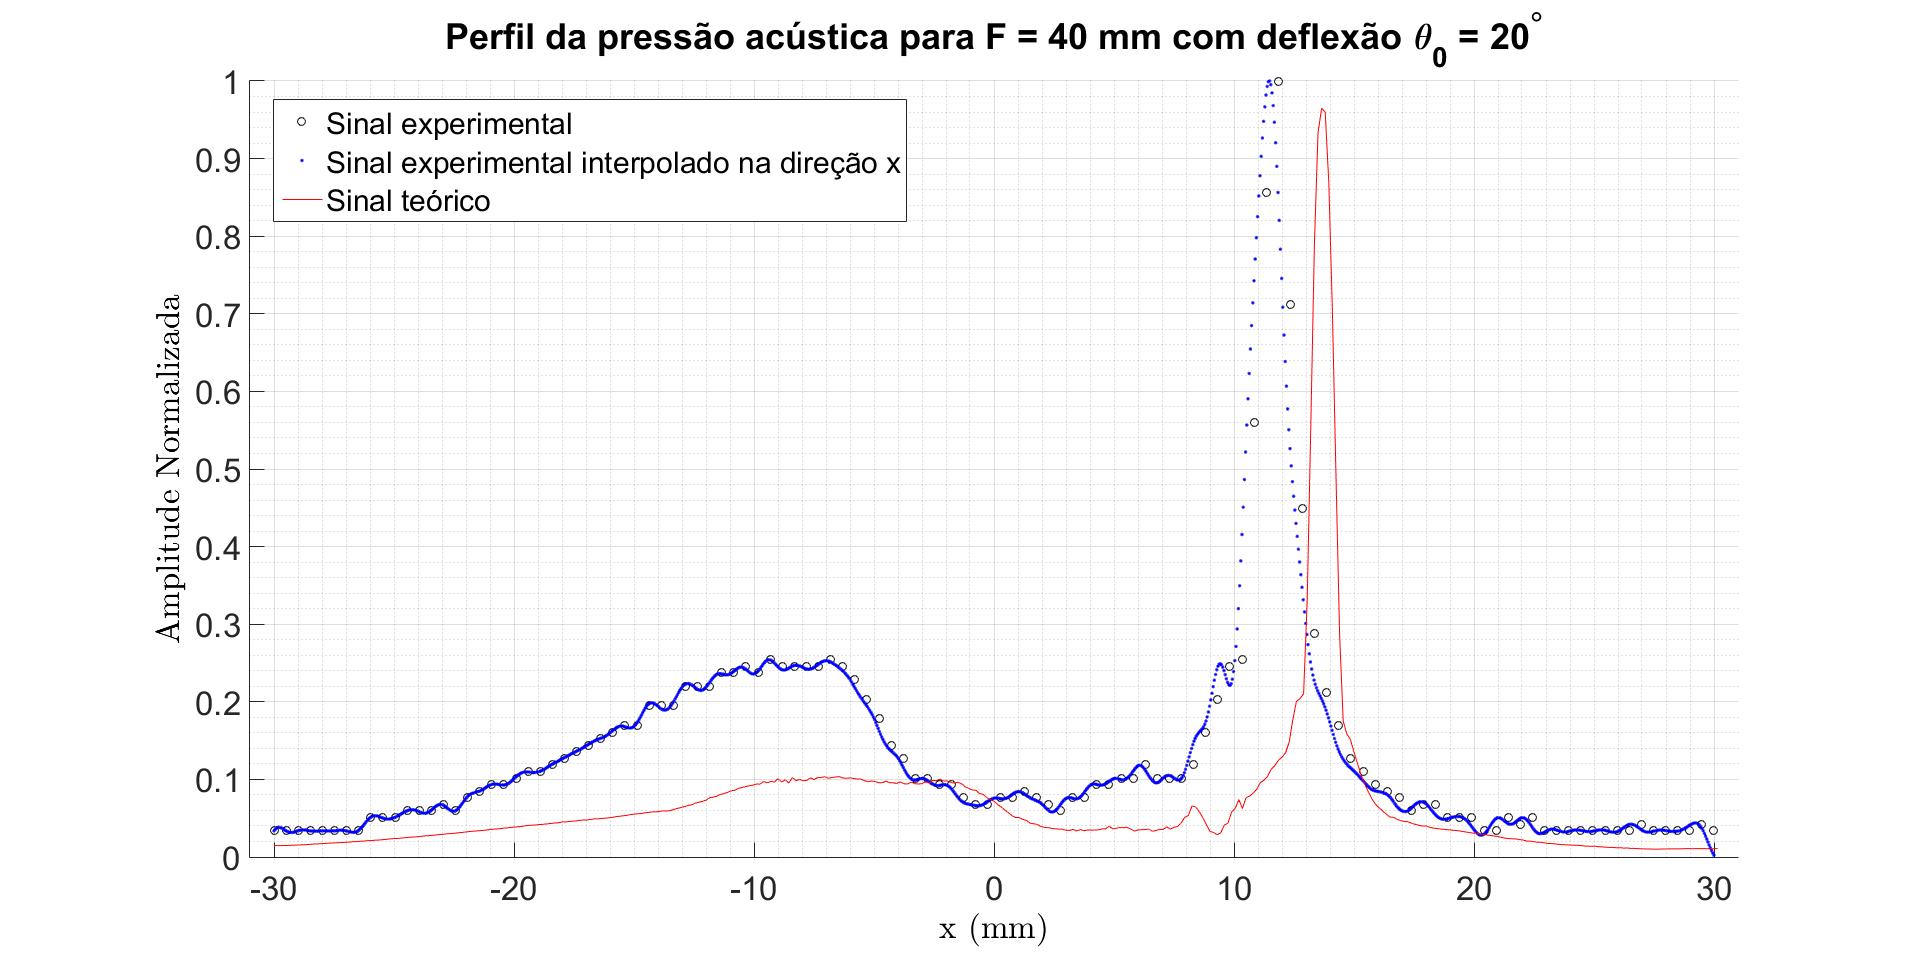 Perfil da pressão acústica para F = 40 mm com deflexão θ₀ = 20°
Sinal experimental
Sinal experimental interpolado na direção x
Sinal teórico
Amplitude Normalizada
1
0.9
0.8
0.7
0.6
0.5
0.4
0.3
0.2
0.1
0
-30 -20 -10 0 10 20 30
x (mm)